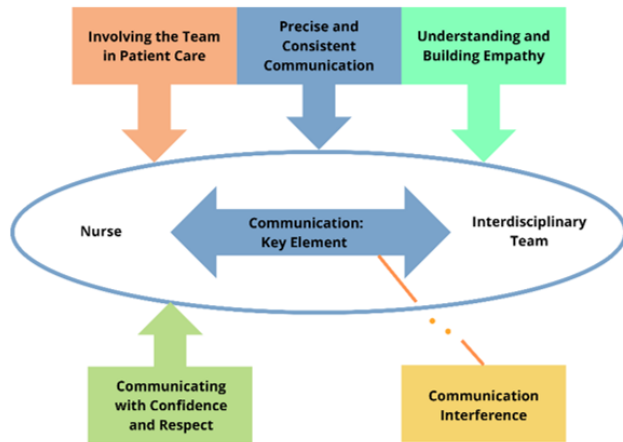 Involving the Team
in Patient Care
Precise and
Consistent
Communication
Understanding and
Building Empathy
Nurse
Communication:
Key Element
Interdisciplinary
Team
Communicating
with Confidence
and Respect
Communication
Interference